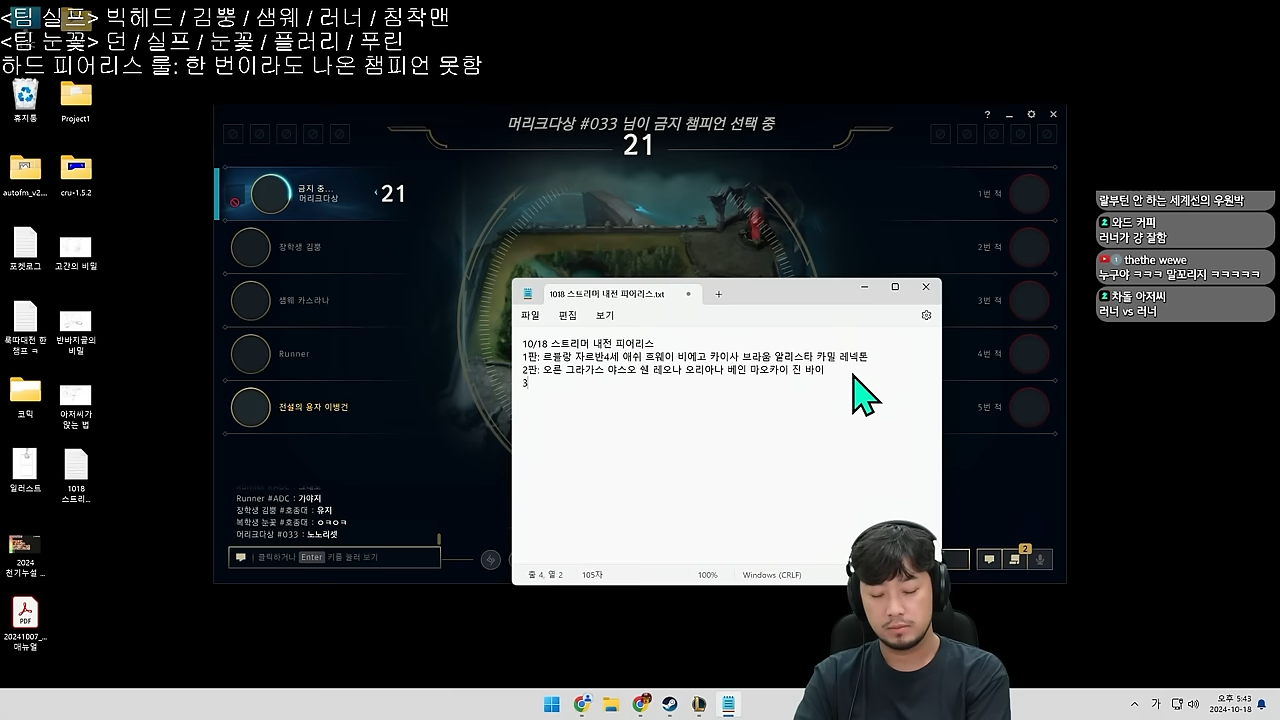 <팀 실프> 빅헤드 / 김뿡 / 샘웨 / 러너 / 침착맨
<팀 눈꽃> 던 / 실프 / 눈꽃 / 플러리 / 푸린
하드 피어리스 룰: 한 번이라도 나온 챔피언 못함
휴지통
Project1
autofm_v2...
cru-1.5.2
포켓로그
고간의 비밀
룩따대전 한
챔프 ㅋ
반바지글의
비밀
코믹
아저씨가
앉는 법
일러스트
1018
스트리...
2024
천기누설 ...
PDF
20241007_...
매뉴얼
머리크다상 #033 님이 금지 챔피언 선택 중
21
금지 중...
머리크다상
21
장학생 김뿡
샘웨 카스라나
Runner
전설의 용자 이병건
1번 적
2번 적
3번 적
4번 적
5번 적
Runner #ADC : 가야지
장학생 김뿡 #호종대 : 유지
복학생 눈꽃 #호종대 : ㅇㅋㅇㅋ
머리크다상 #033 : 노노리셋
클릭하거나 Enter 키를 눌러 보기
2
1018 스트리머 내전 피어리스.txt
파일 편집 보기
10/18 스트리머 내전 피어리스
1판: 르블랑 자르반4세 애쉬 흐웨이 비에고 카이사 브라움 알리스타 카밀 레넥톤
2판: 오른 그라가스 야스오 쉔 레오나 오리아나 베인 마오카이 진 바이
3
줄 4, 열 2 105자 100% Windows (CRLF)
랄부틴 안 하는 세계선의 우원박
와드 커피
러너가 강 잘함
thethe wewe
누구야 ㅋㅋㅋ 말꼬리지 ㅋㅋㅋㅋㅋ
차돌 아저씨
러너 vs 러너
가
오후 5:43
2024-10-18